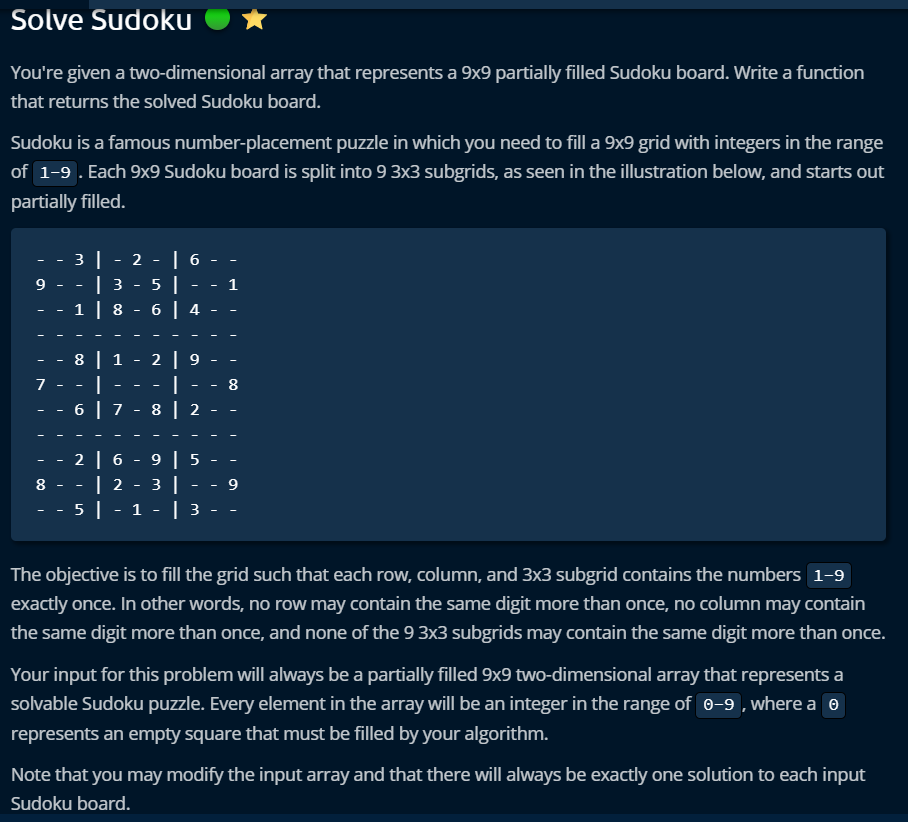 Solve Sudoku
You're given a two-dimensional array that represents a 9x9 partially filled Sudoku board. Write a function
that returns the solved Sudoku board.
Sudoku is a famous number-placement puzzle in which you need to fill a 9x9 grid with integers in the range
of 1-9 . Each 9x9 Sudoku board is split into 9 3x3 subgrids, as seen in the illustration below, and starts out
partially filled.
- - 3 | - 2 - | 6 - -
9 - - | 3 - 5 | - - 1
- - 1 | 8 - 6 | 4 - -
- - - - - - - - - - -
- - 8 | 1 - 2 | 9 - -
7 - - | - - - | - - 8
- - 6 | 7 - 8 | 2 - -
- - - - - - - - - - -
- - 2 | 6 - 9 | 5 - -
8 - - | 2 - 3 | - - 9
- - 5 | - 1 - | 3 - -
The objective is to fill the grid such that each row, column, and 3x3 subgrid contains the numbers 1-9
exactly once. In other words, no row may contain the same digit more than once, no column may contain
the same digit more than once, and none of the 9 3x3 subgrids may contain the same digit more than once.
Your input for this problem will always be a partially filled 9x9 two-dimensional array that represents a
solvable Sudoku puzzle. Every element in the array will be an integer in the range of 0-9 , where a 0
represents an empty square that must be filled by your algorithm.
Note that you may modify the input array and that there will always be exactly one solution to each input
Sudoku board.